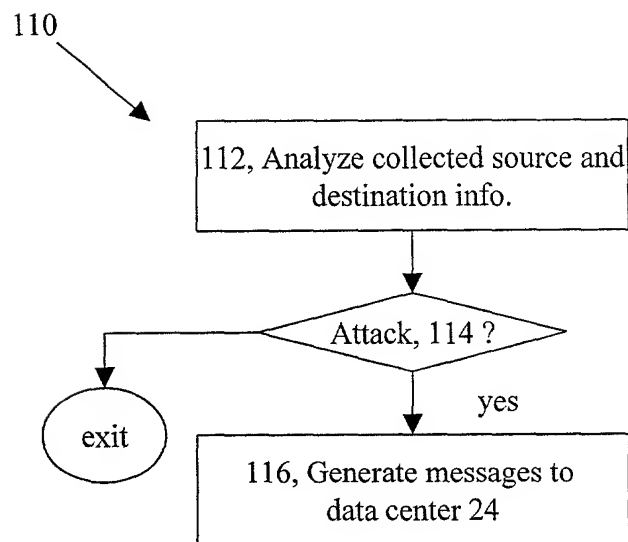 110
112, Analyze collected source and
destination info.
Attack, 114 ?
exit
yes
116, Generate messages to
data center 24